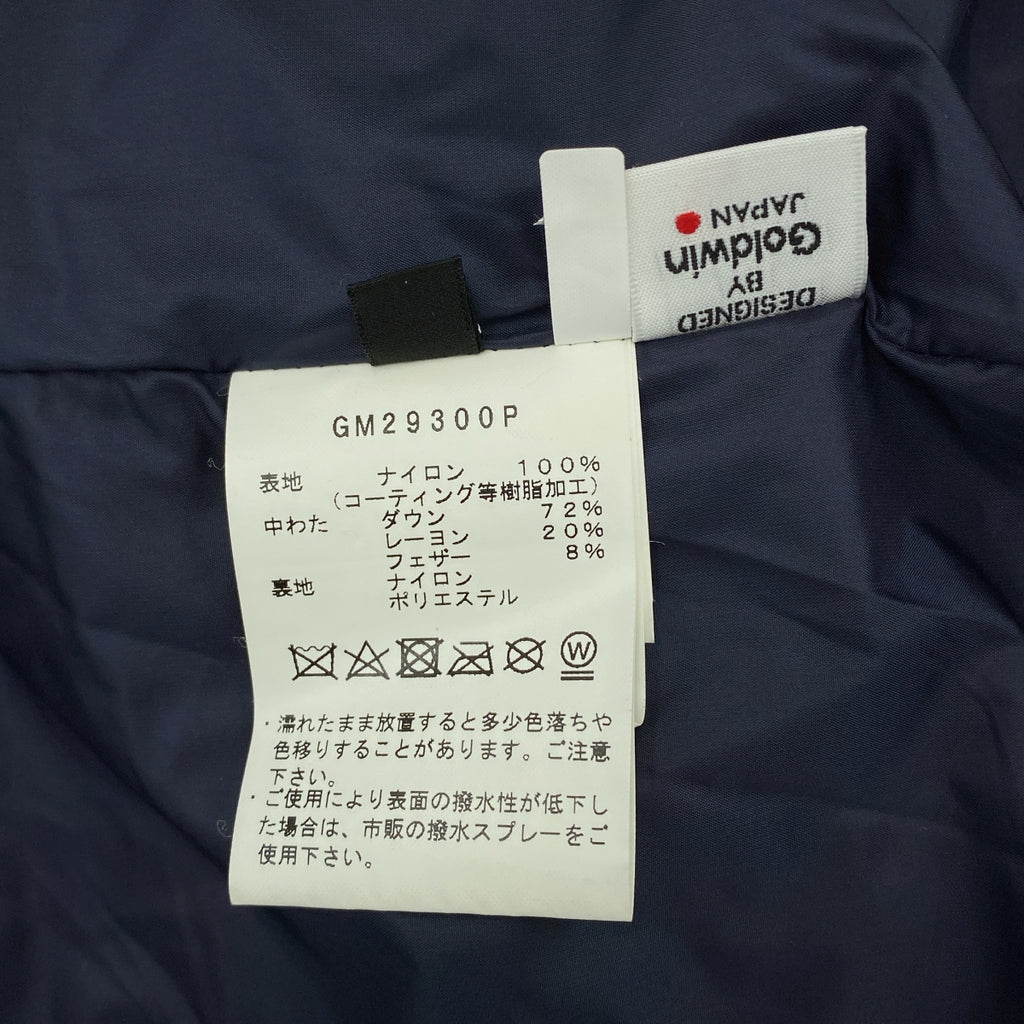 DESIGNED
BY
Goldwin
JAPAN
GM29300P
表地 ナイロン 100%
(コーティング等樹脂加工)
中わた ダウン 72%
レーヨン 20%
フェザー 8%
裏地 ナイロン
ポリエステル
W
・濡れたまま放置すると多少色落ちや
色移りすることがあります。ご注意
下さい。
・ご使用により表面の撥水性が低下し
た場合は、市販の撥水スプレーをご
使用下さい。